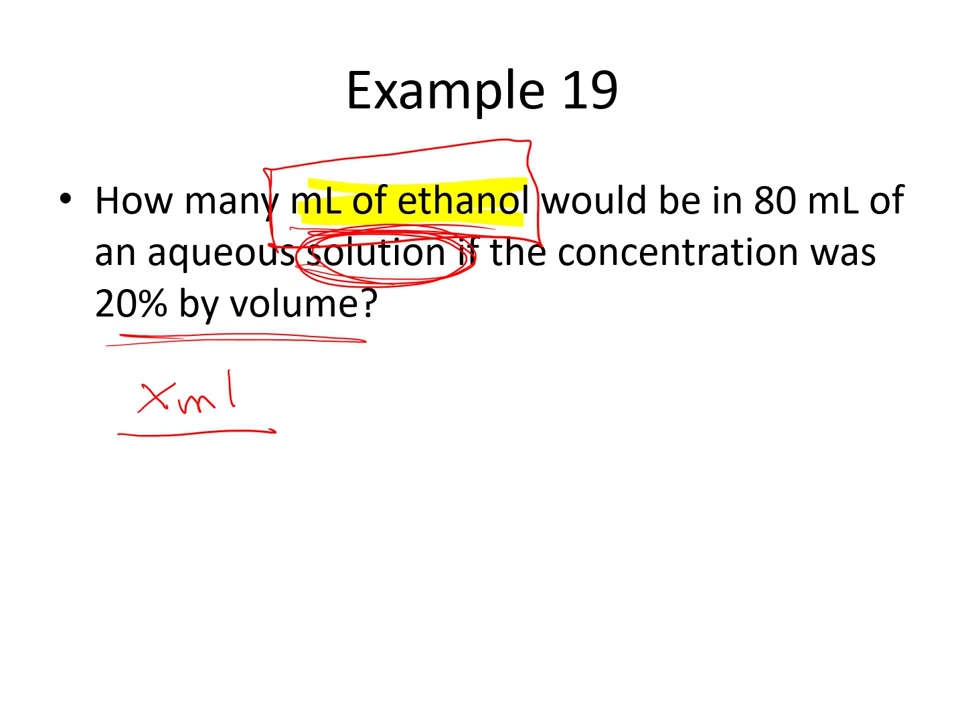 Example 19
• How many mL of ethanol would be in 80 mL of
an aqueous solution if the concentration was
20% by volume?
x ml